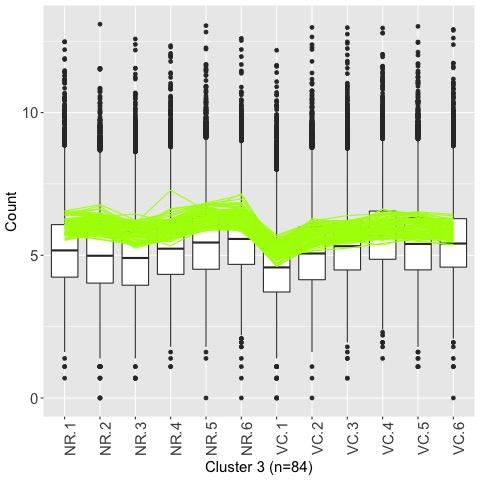 10
5
0
Count
NR.1
NR.2
NR.3
NR.4
NR.5
NR.6
VC.1
VC.2
VC.3
VC.4
VC.5
VC.6
Cluster 3 (n=84)